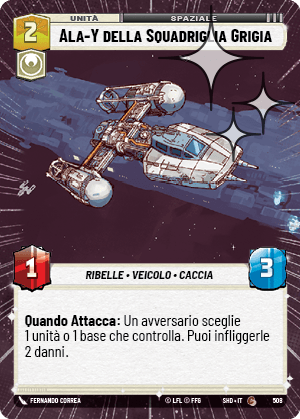 UNITÀ
SPAZIALE
2
ALA-Y DELLA SQUADRIGLIA GRIGIA
1
3
RIBELLE • VEICOLO • CACCIA
Quando Attacca: Un avversario sceglie
1 unità o 1 base che controlla. Puoi infliggerle
2 danni.
FERNANDO CORREA
© LFL © FFG
SHD • IT
508